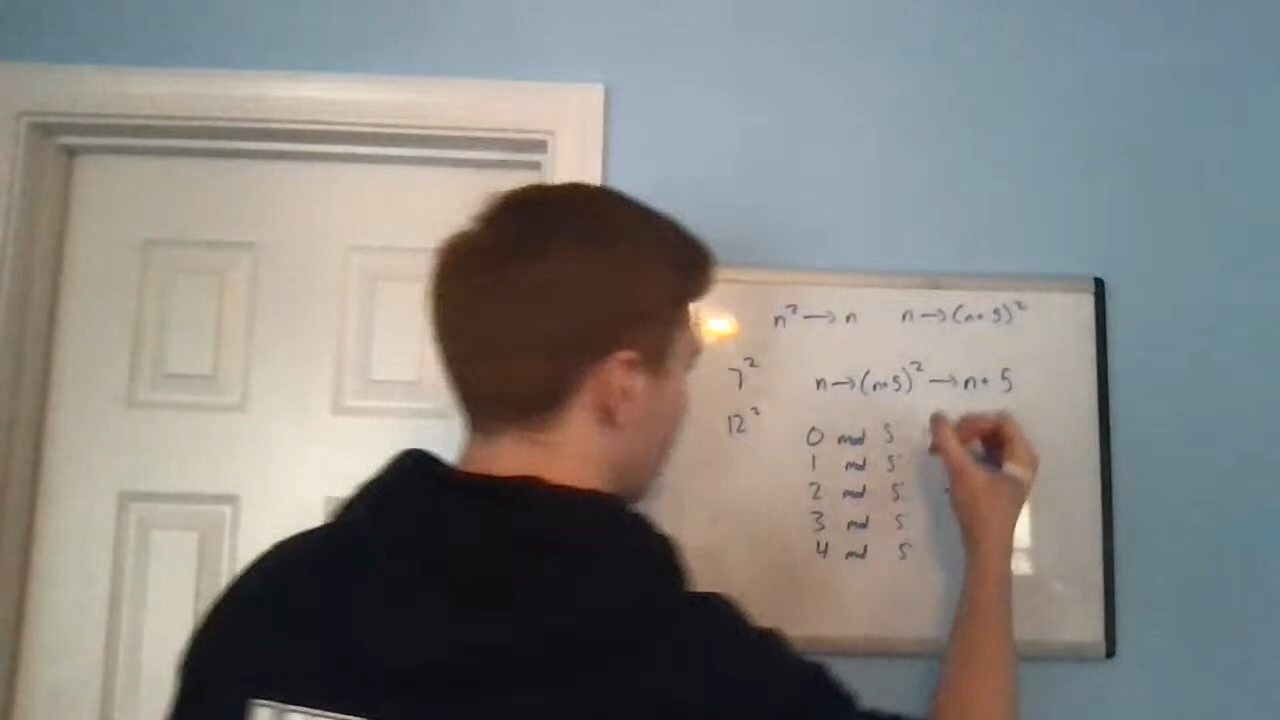 n² → n n → (n+5)²
7² n → (n+5)² → n+5
12²
0 mod 5
1 mod 5
2 mod 5
3 mod 5
4 mod 5